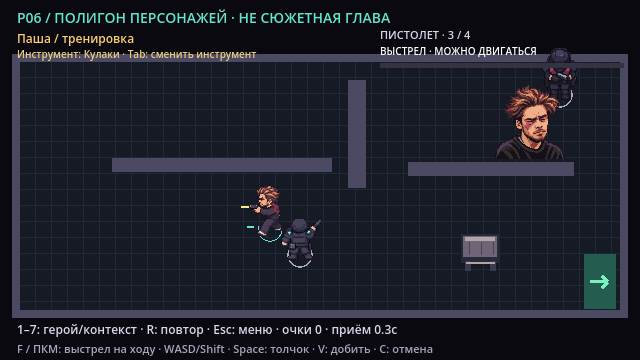 P06 / ПОЛИГОН ПЕРСОНАЖЕЙ · НЕ СЮЖЕТНАЯ ГЛАВА
Паша / тренировка
Инструмент: Кулаки · Tab: сменить инструмент
ПИСТОЛЕТ · 3 / 4
ВЫСТРЕЛ · МОЖНО ДВИГАТЬСЯ
1–7: герой/контекст · R: повтор · Esc: меню · очки 0 · приём 0.3с
F / ПКМ: выстрел на ходу · WASD/Shift · Space: толчок · V: добить · C: отмена